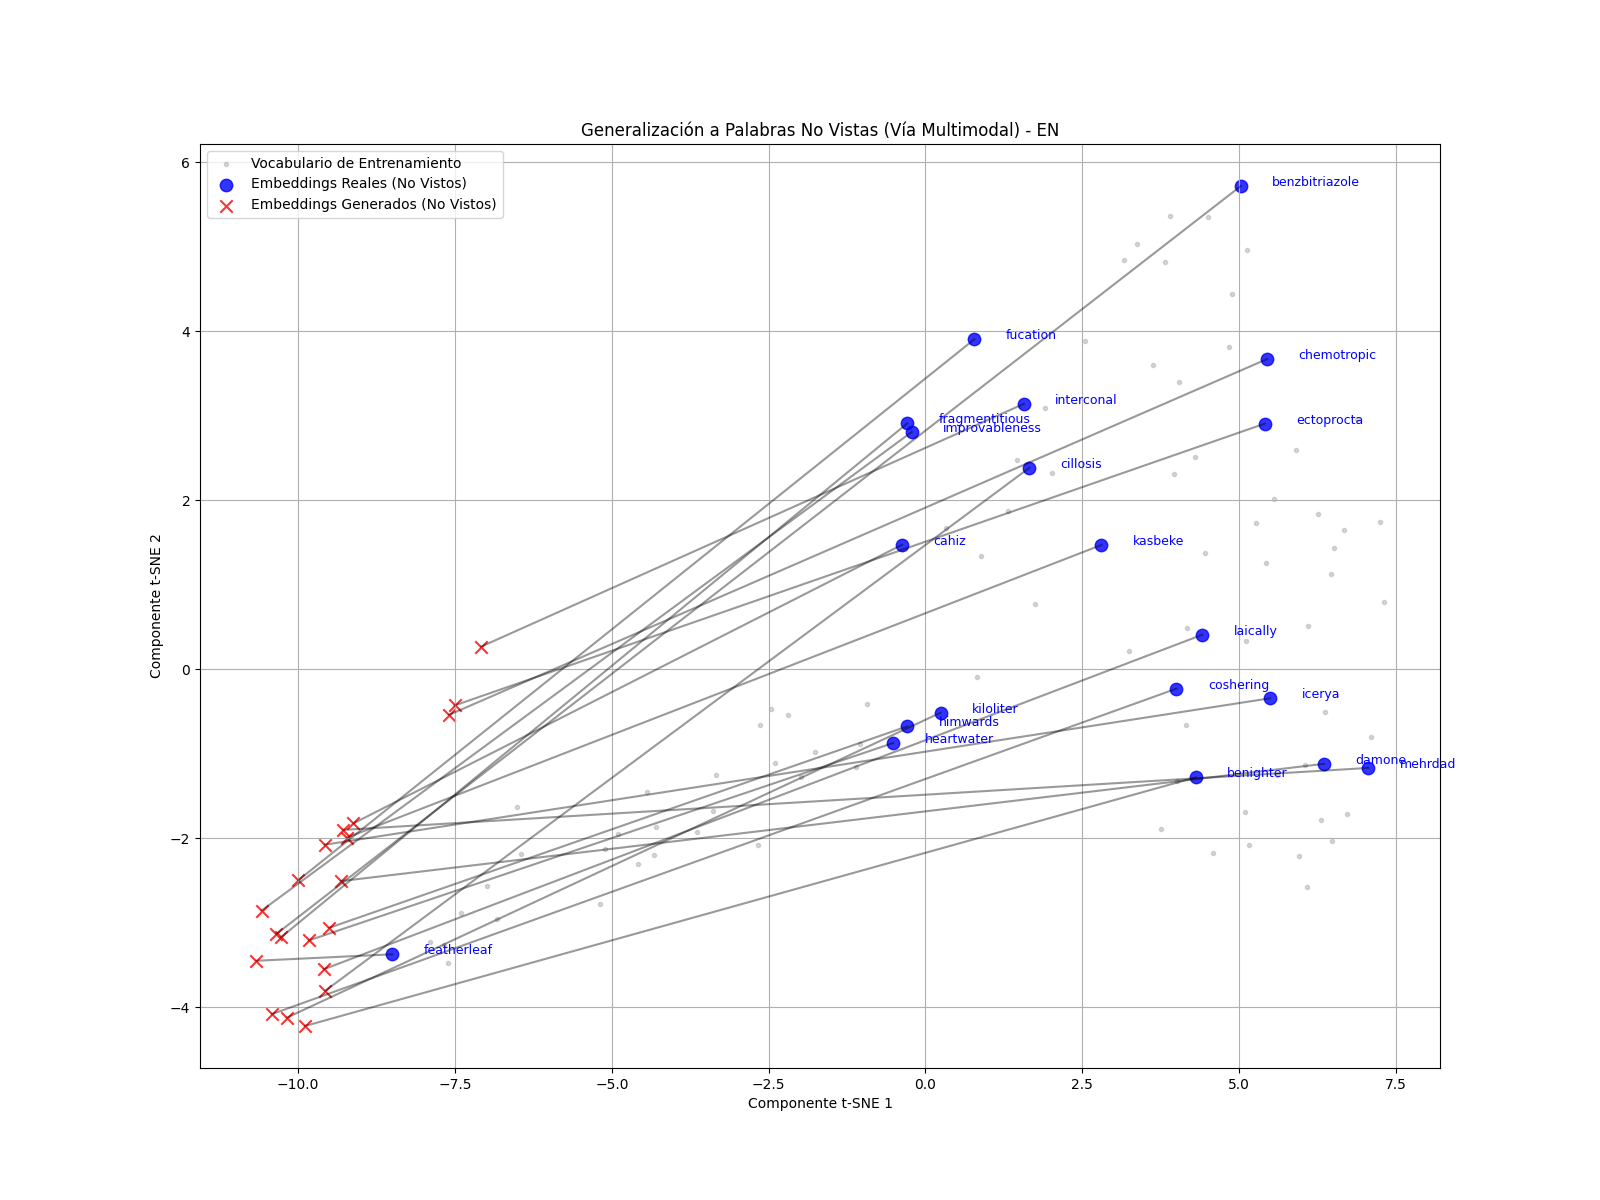 Generalización a Palabras No Vistas (Vía Multimodal) - EN
Vocabulario de Entrenamiento
Embeddings Reales (No Vistos)
Embeddings Generados (No Vistos)
benzbitriazole
fucation
chemotropic
interconal
fragmentitious
ectoprocta
improvableness
cillosis
cahiz
kasbeke
laically
coshering
icerya
kiloliter
himwards
heartwater
damone
mehrdad
benighter
featherleaf
6
4
2
0
−2
−4
Componente t-SNE 2
−10.0
−7.5
−5.0
−2.5
0.0
2.5
5.0
7.5
Componente t-SNE 1